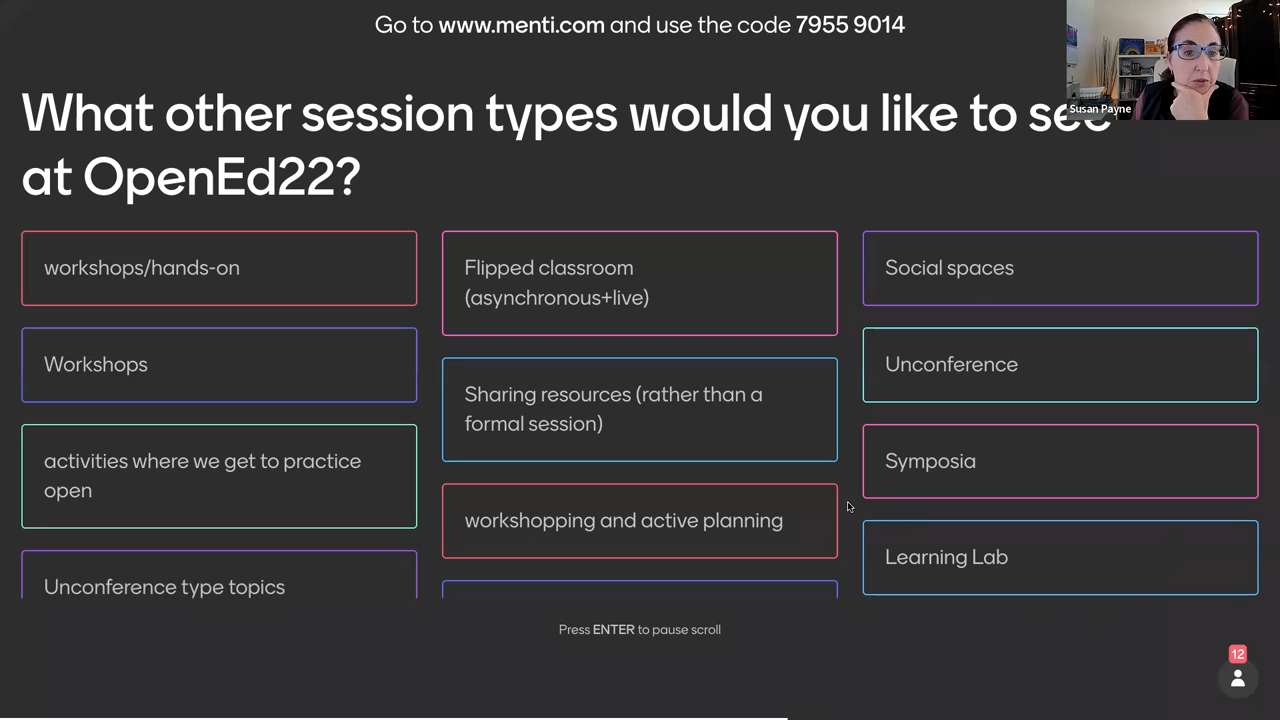 Go to www.menti.com and use the code 7955 9014
Susan Payne
What other session types would you like to see
at OpenEd22?
workshops/hands-on
Workshops
activities where we get to practice
open
Unconference type topics
Flipped classroom
(asynchronous+live)
Sharing resources (rather than a
formal session)
workshopping and active planning
Social spaces
Unconference
Symposia
Learning Lab
Press ENTER to pause scroll
12